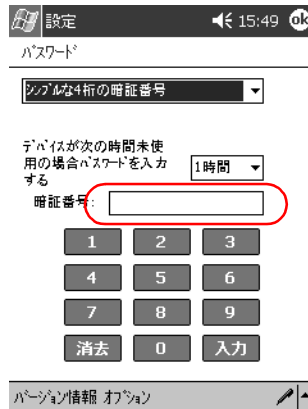 設定 15:49 ok
ﾊﾟｽﾜｰﾄﾞ
ｼﾝﾌﾟﾙな4桁の暗証番号
ﾃﾞﾊﾞｲｽが次の時間未使
用の場合ﾊﾟｽﾜｰﾄﾞを入力
する
1時間
暗証番号:
1 2 3
4 5 6
7 8 9
消去 0 入力
ﾊﾞｰｼﾞｮﾝ情報 ｵﾌﾟｼｮﾝ